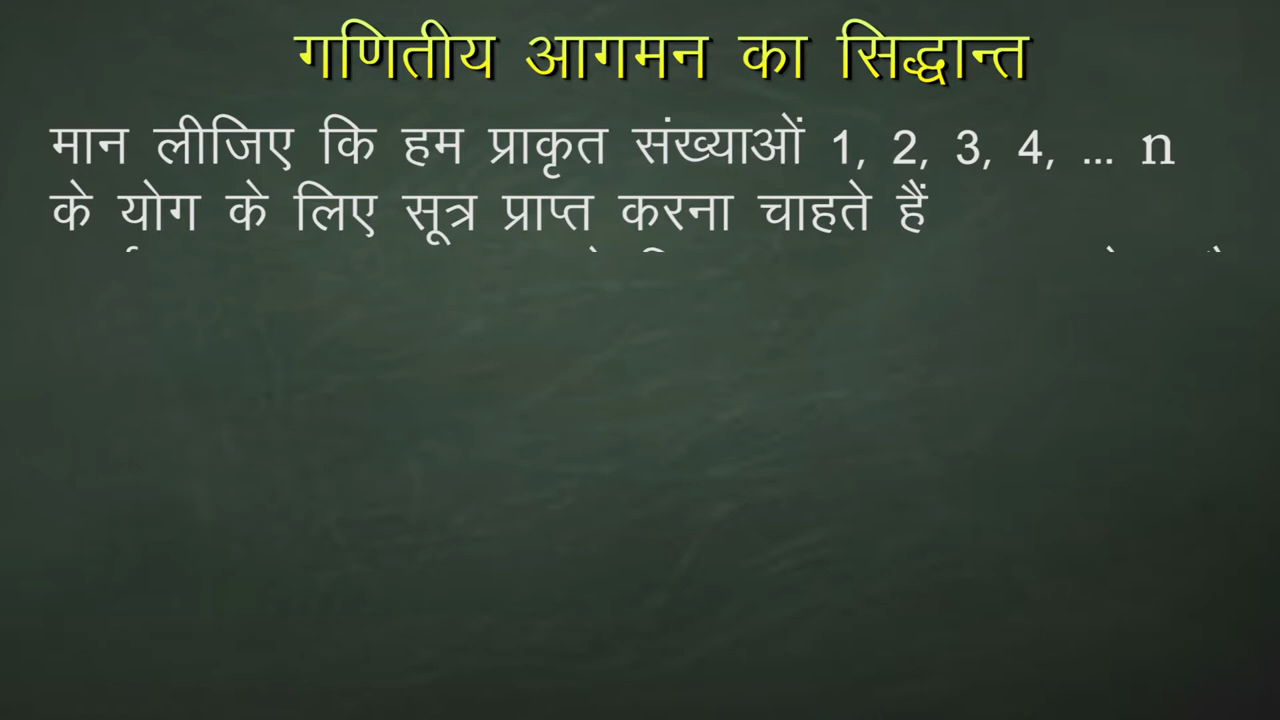 गणितीय आगमन का सिद्धान्त
मान लीजिए कि हम प्राकृत संख्याओं 1, 2, 3, 4, ... n
के योग के लिए सूत्र प्राप्त करना चाहते हैं